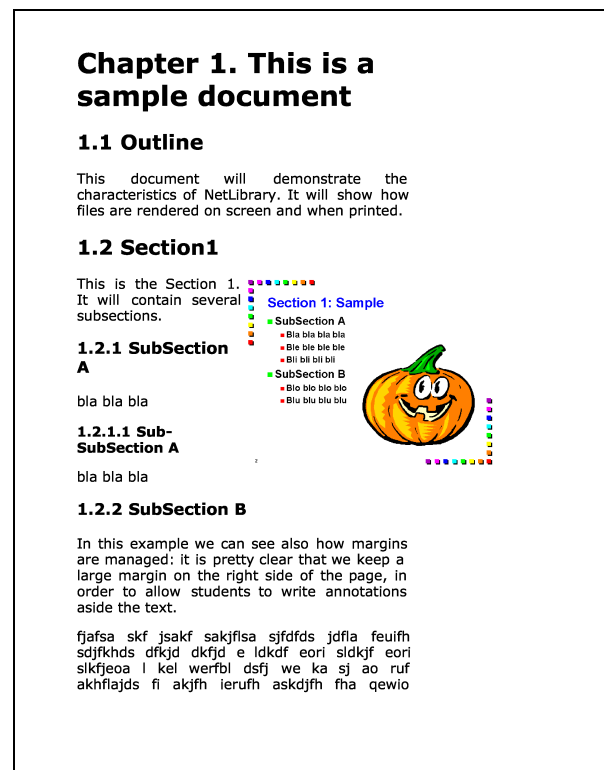 Chapter 1. This is a
sample document
1.1 Outline
This document will demonstrate the
characteristics of NetLibrary. It will show how
files are rendered on screen and when printed.
1.2 Section1
This is the Section 1.
It will contain several
subsections.
1.2.1 SubSection
A
bla bla bla
1.2.1.1 Sub-
SubSection A
bla bla bla
Section 1: Sample
SubSection A
Bla bla bla bla
Ble ble ble ble
Bli bli bli bli
SubSection B
Blo blo blo blo
Blu blu blu blu
2
1.2.2 SubSection B
In this example we can see also how margins
are managed: it is pretty clear that we keep a
large margin on the right side of the page, in
order to allow students to write annotations
aside the text.
fjafsa skf jsakf sakjflsa sjfdfds jdfla feuifh
sdjfkhds dfkjd dkfjd e ldkdf eori sldkjf eori
slkfjeoa l kel werfbl dsfj we ka sj ao ruf
akhflajds fi akjfh ierufh askdjfh fha qewio